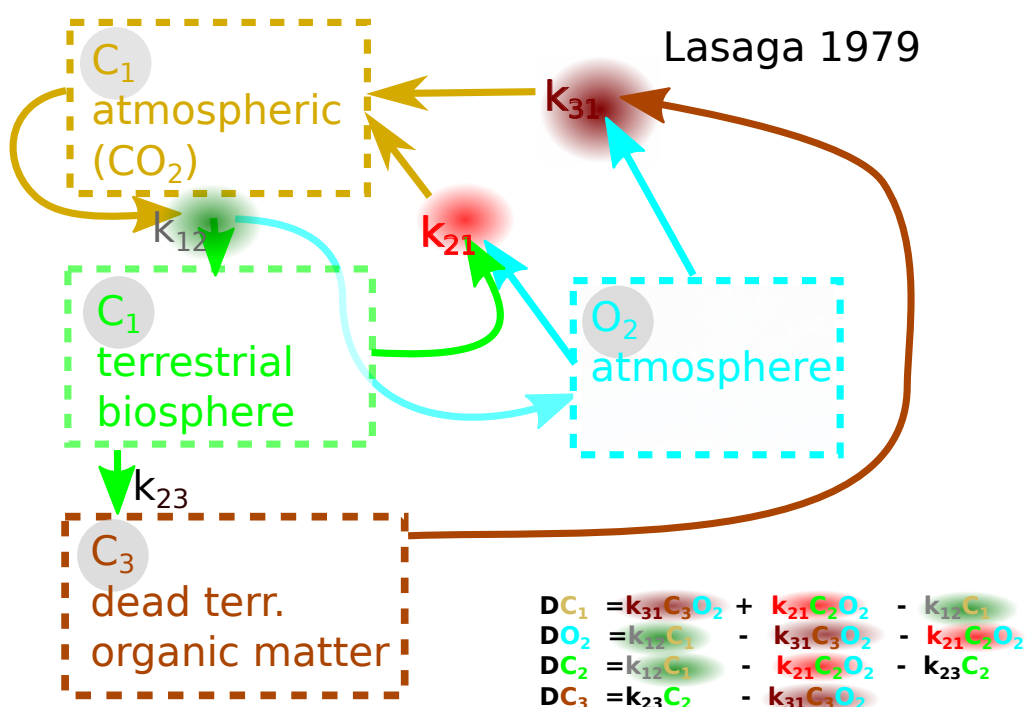 Lasaga 1979
C₁
atmospheric
(CO₂)
k₃₁
k₁₂
k₂₁
C₁
terrestrial
biosphere
O₂
atmosphere
k₂₃
C₃
dead terr.
organic matter
DC₁ =k₃₁C₃O₂ + k₂₁C₂O₂ - k₁₂C₁
DO₂ =k₁₂C₁ - k₃₁C₃O₂ - k₂₁C₂O₂
DC₂ =k₁₂C₁ - k₂₁C₂O₂ - k₂₃C₂
DC₃ =k₂₃C₂ - k₃₁C₃O₂